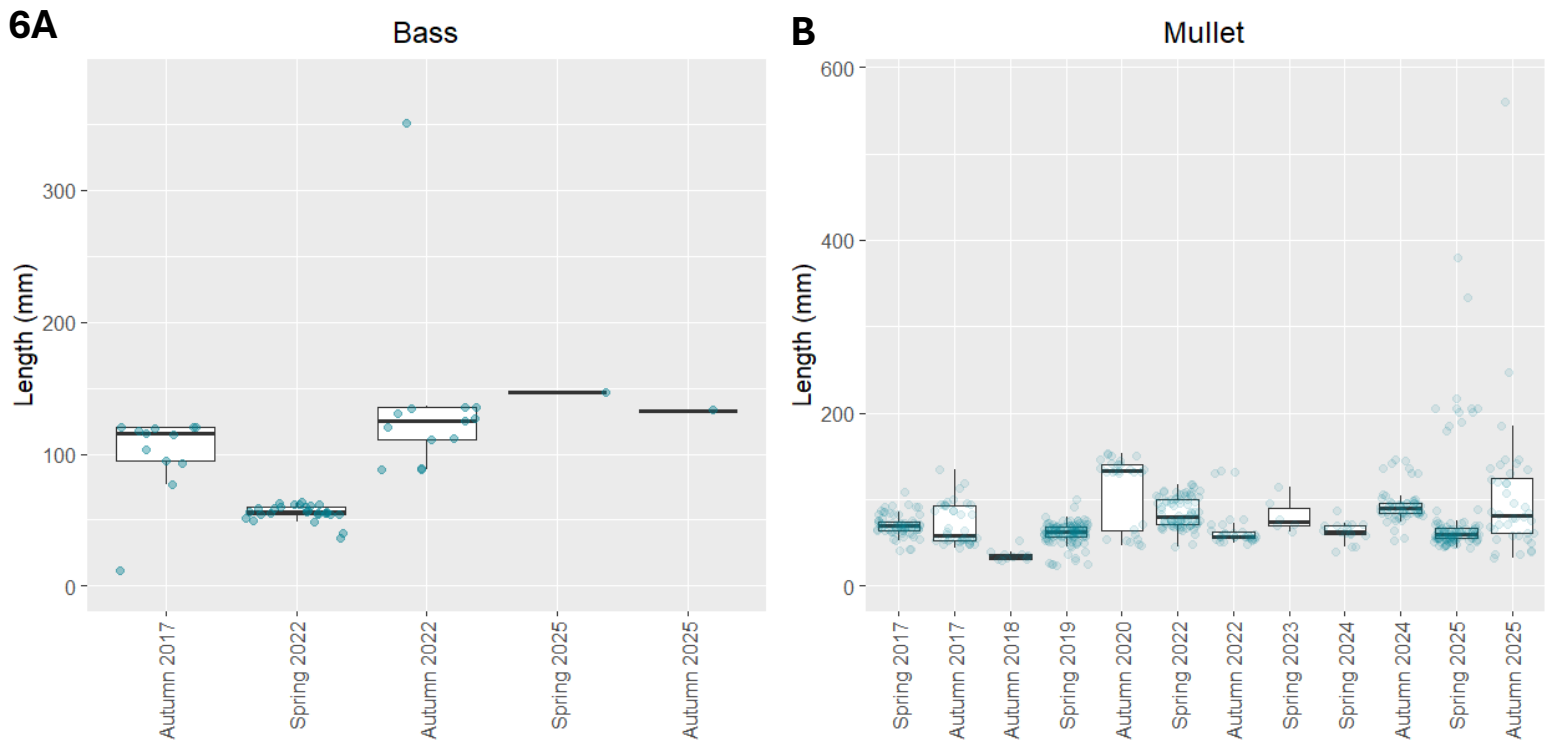 6A
Bass
Length (mm)
300
200
100
0
Autumn 2017
Spring 2022
Autumn 2022
Spring 2025
Autumn 2025
B
Mullet
Length (mm)
600
400
200
0
Spring 2017
Autumn 2017
Autumn 2018
Spring 2019
Autumn 2020
Spring 2022
Autumn 2022
Spring 2023
Spring 2024
Autumn 2024
Spring 2025
Autumn 2025